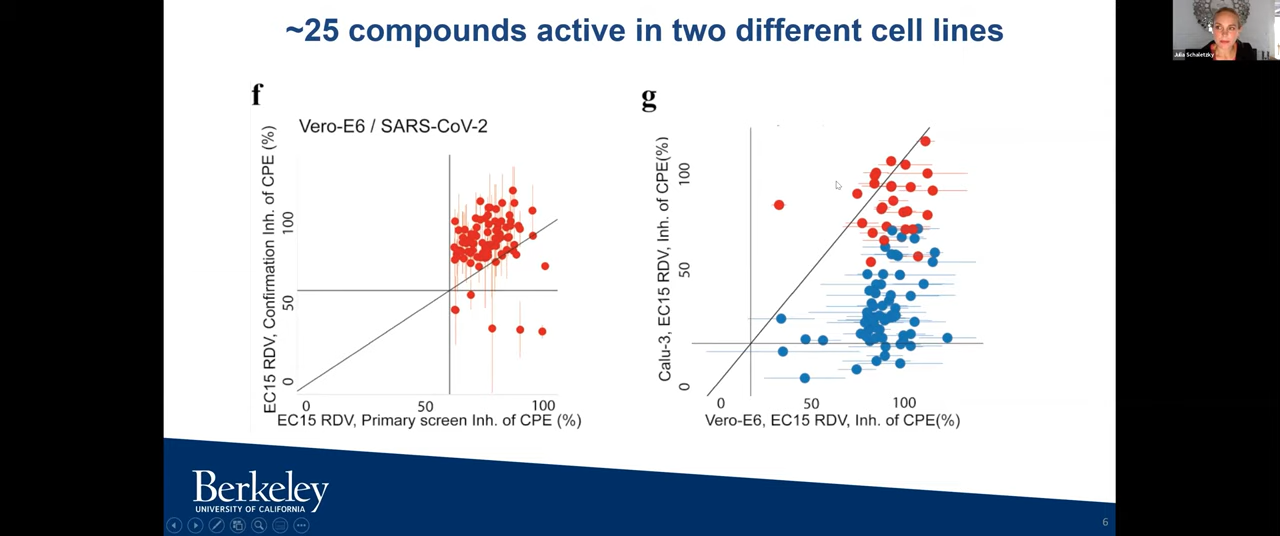 ~25 compounds active in two different cell lines
Julia Schaletzky
f
Vero-E6 / SARS-CoV-2
EC15 RDV, Confirmation Inh. of CPE (%)
100
50
0
0 50 100
EC15 RDV, Primary screen Inh. of CPE (%)
g
Calu-3, EC15 RDV, Inh. of CPE(%)
100
50
0
0 50 100
Vero-E6, EC15 RDV, Inh. of CPE(%)
Berkeley
UNIVERSITY OF CALIFORNIA
6